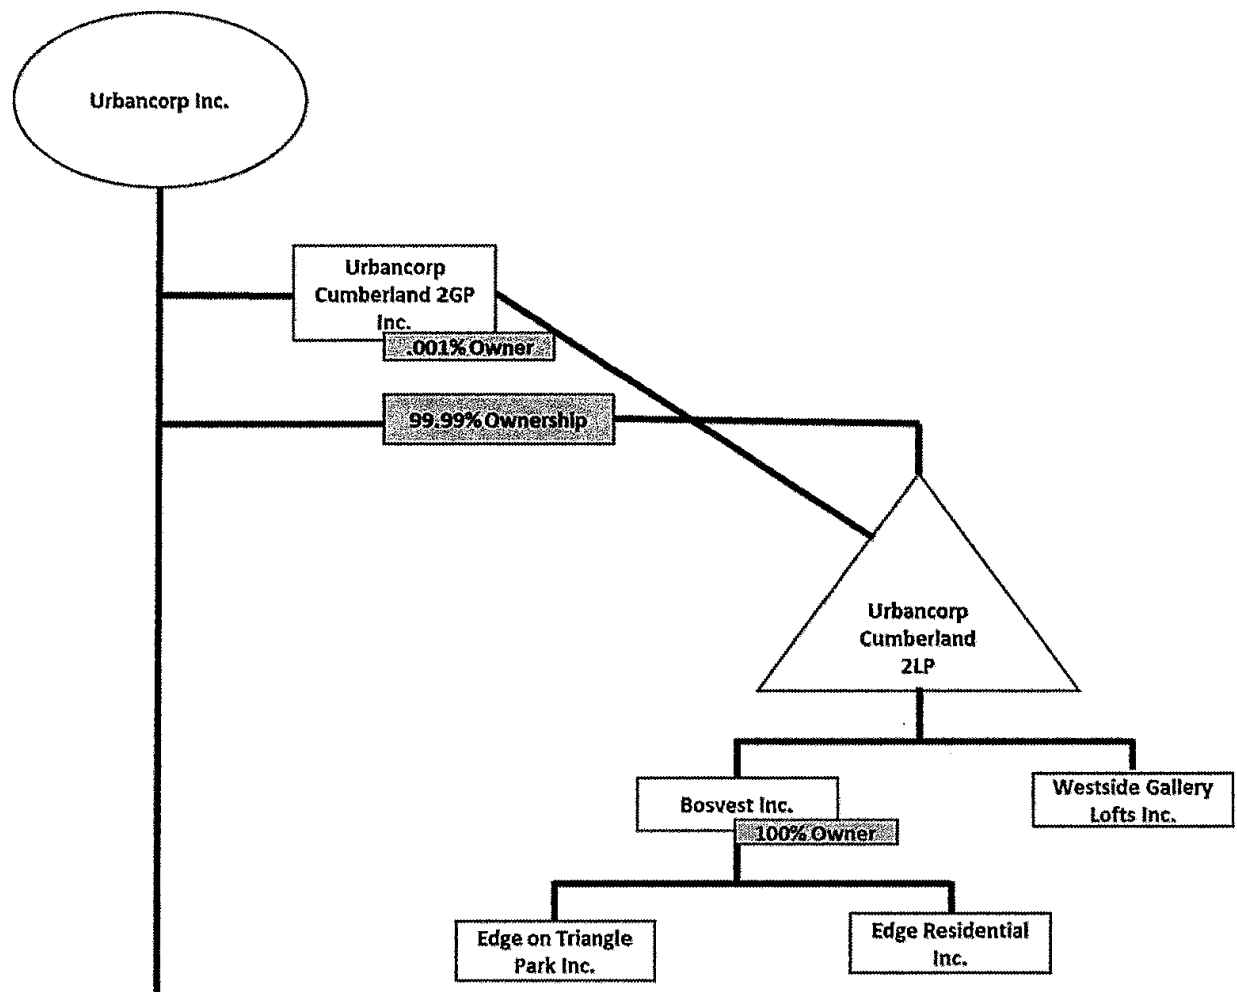 Urbancorp Inc.
Urbancorp
Cumberland 2GP
Inc.
.001% Owner
99.99% Ownership
Urbancorp
Cumberland
2LP
Bosvest Inc.
100% Owner
Westside Gallery
Lofts Inc.
Edge on Triangle
Park Inc.
Edge Residential
Inc.